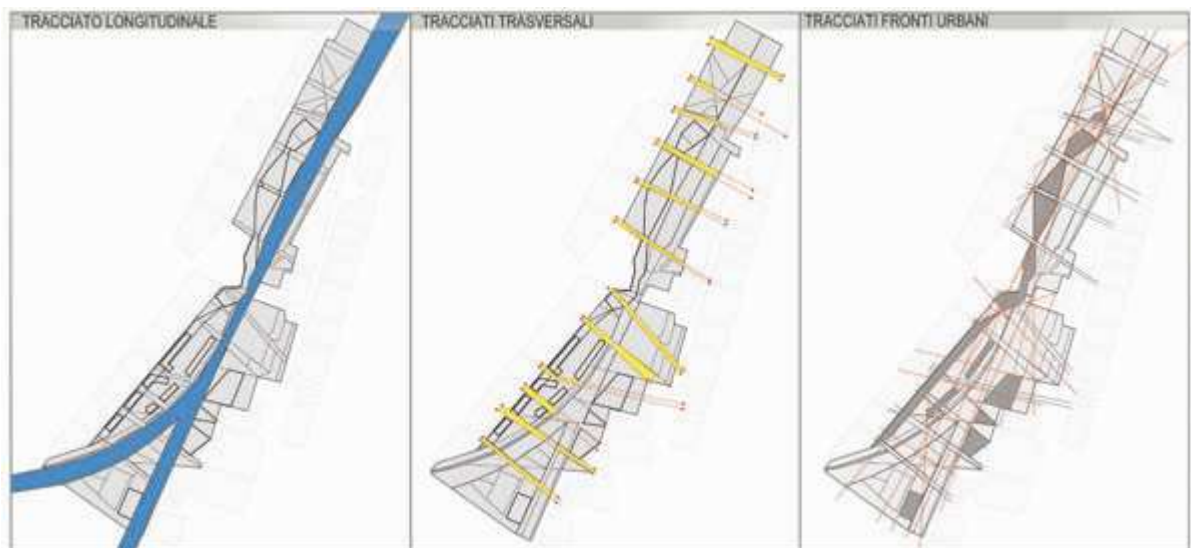 TRACCIATO LONGITUDINALE
TRACCIATI TRASVERSALI
TRACCIATI FRONTI URBANI